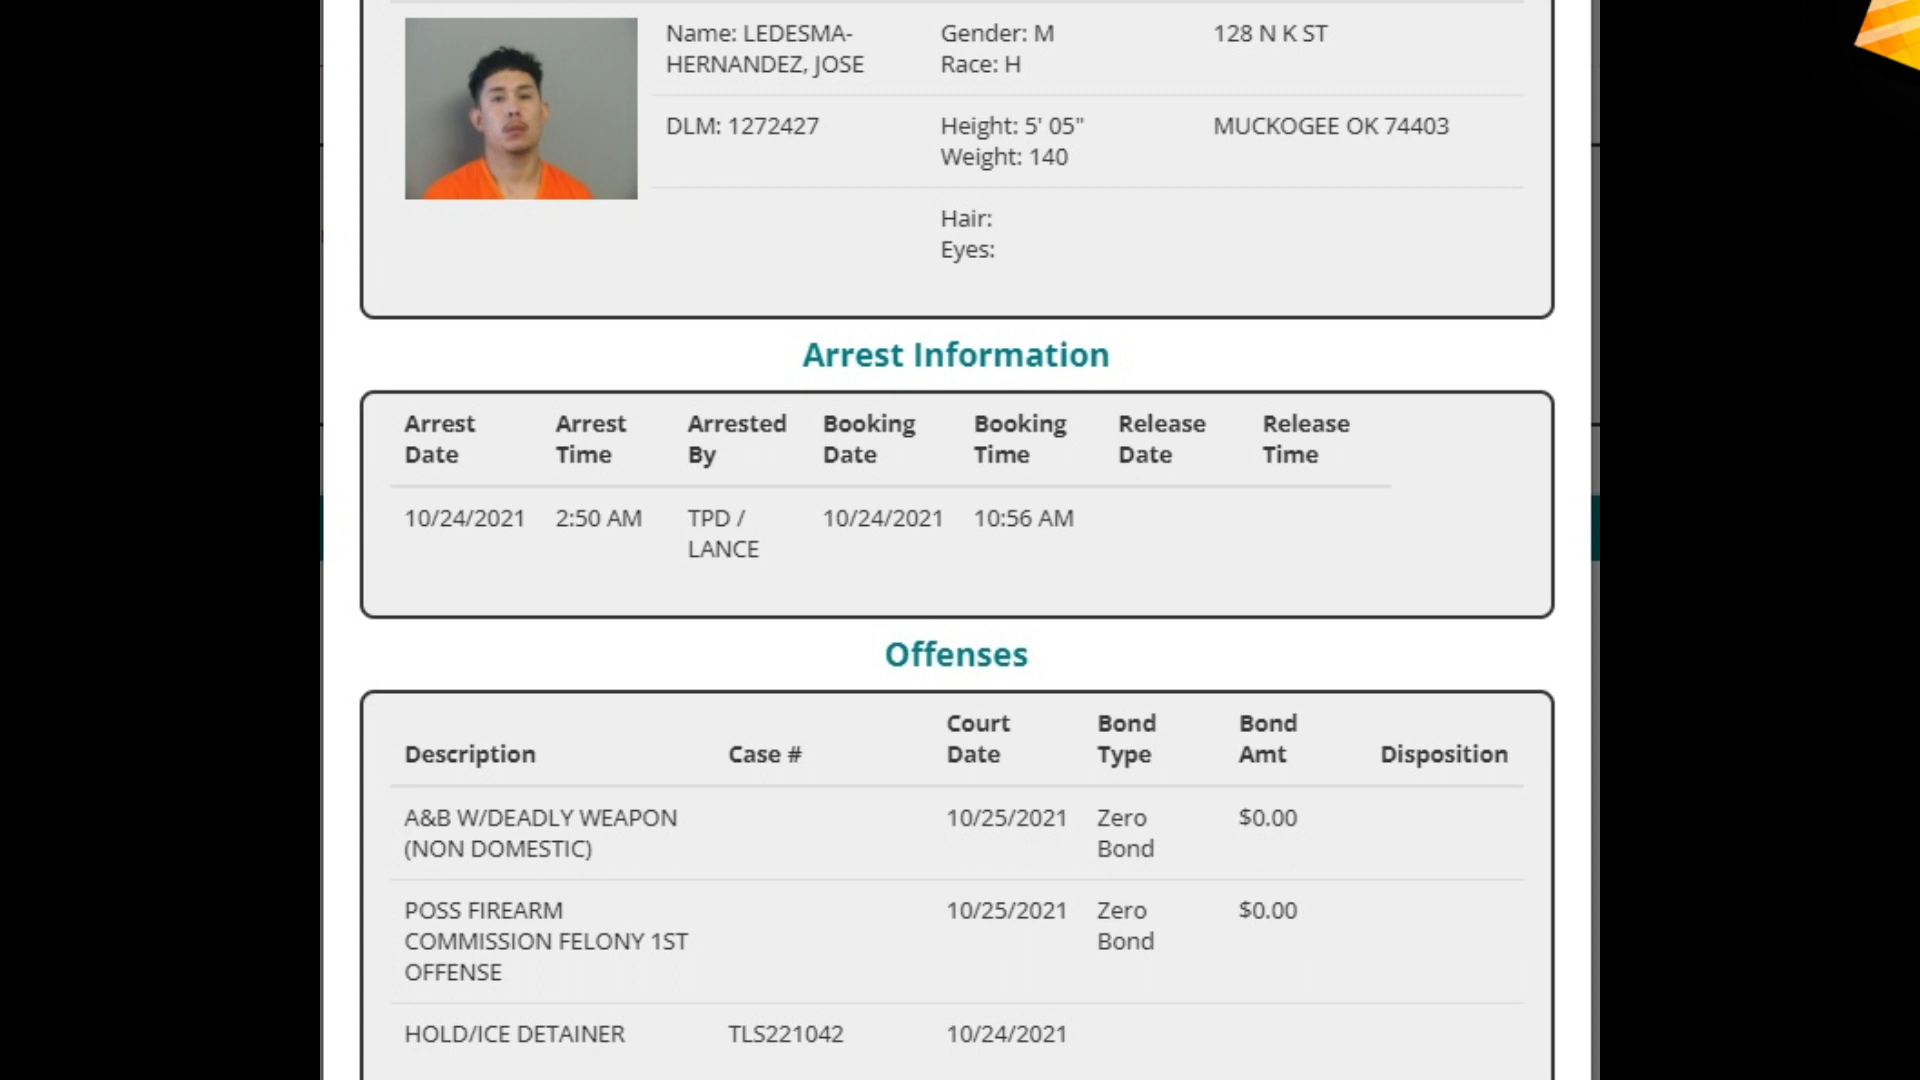 Name: LEDESMA-
HERNANDEZ, JOSE
Gender: M
Race: H
128 N K ST
DLM: 1272427
Height: 5' 05"
Weight: 140
MUCKOGEE OK 74403
Hair:
Eyes:
Arrest Information
Arrest
Date
Arrest
Time
Arrested
By
Booking
Date
Booking
Time
Release
Date
Release
Time
10/24/2021
2:50 AM
TPD /
LANCE
10/24/2021
10:56 AM
Offenses
Description
Case #
Court
Date
Bond
Type
Bond
Amt
Disposition
A&B W/DEADLY WEAPON
(NON DOMESTIC)
10/25/2021
Zero
Bond
$0.00
POSS FIREARM
COMMISSION FELONY 1ST
OFFENSE
10/25/2021
Zero
Bond
$0.00
HOLD/ICE DETAINER
TLS221042
10/24/2021